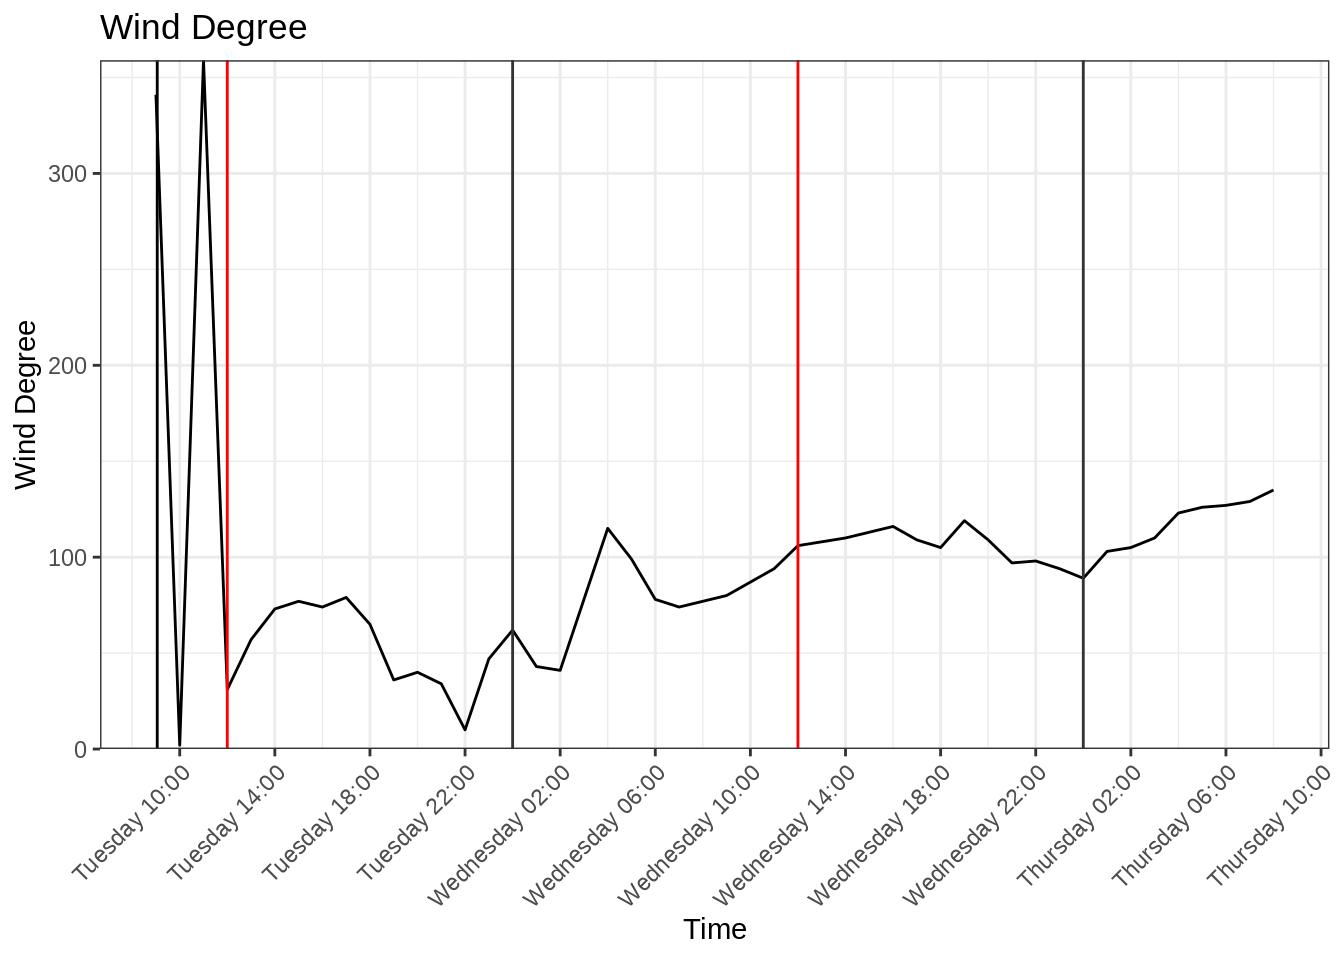 Wind Degree
Wind Degree
300
200
100
0
Tuesday 10:00
Tuesday 14:00
Tuesday 18:00
Tuesday 22:00
Wednesday 02:00
Wednesday 06:00
Wednesday 10:00
Wednesday 14:00
Wednesday 18:00
Wednesday 22:00
Thursday 02:00
Thursday 06:00
Thursday 10:00
Time